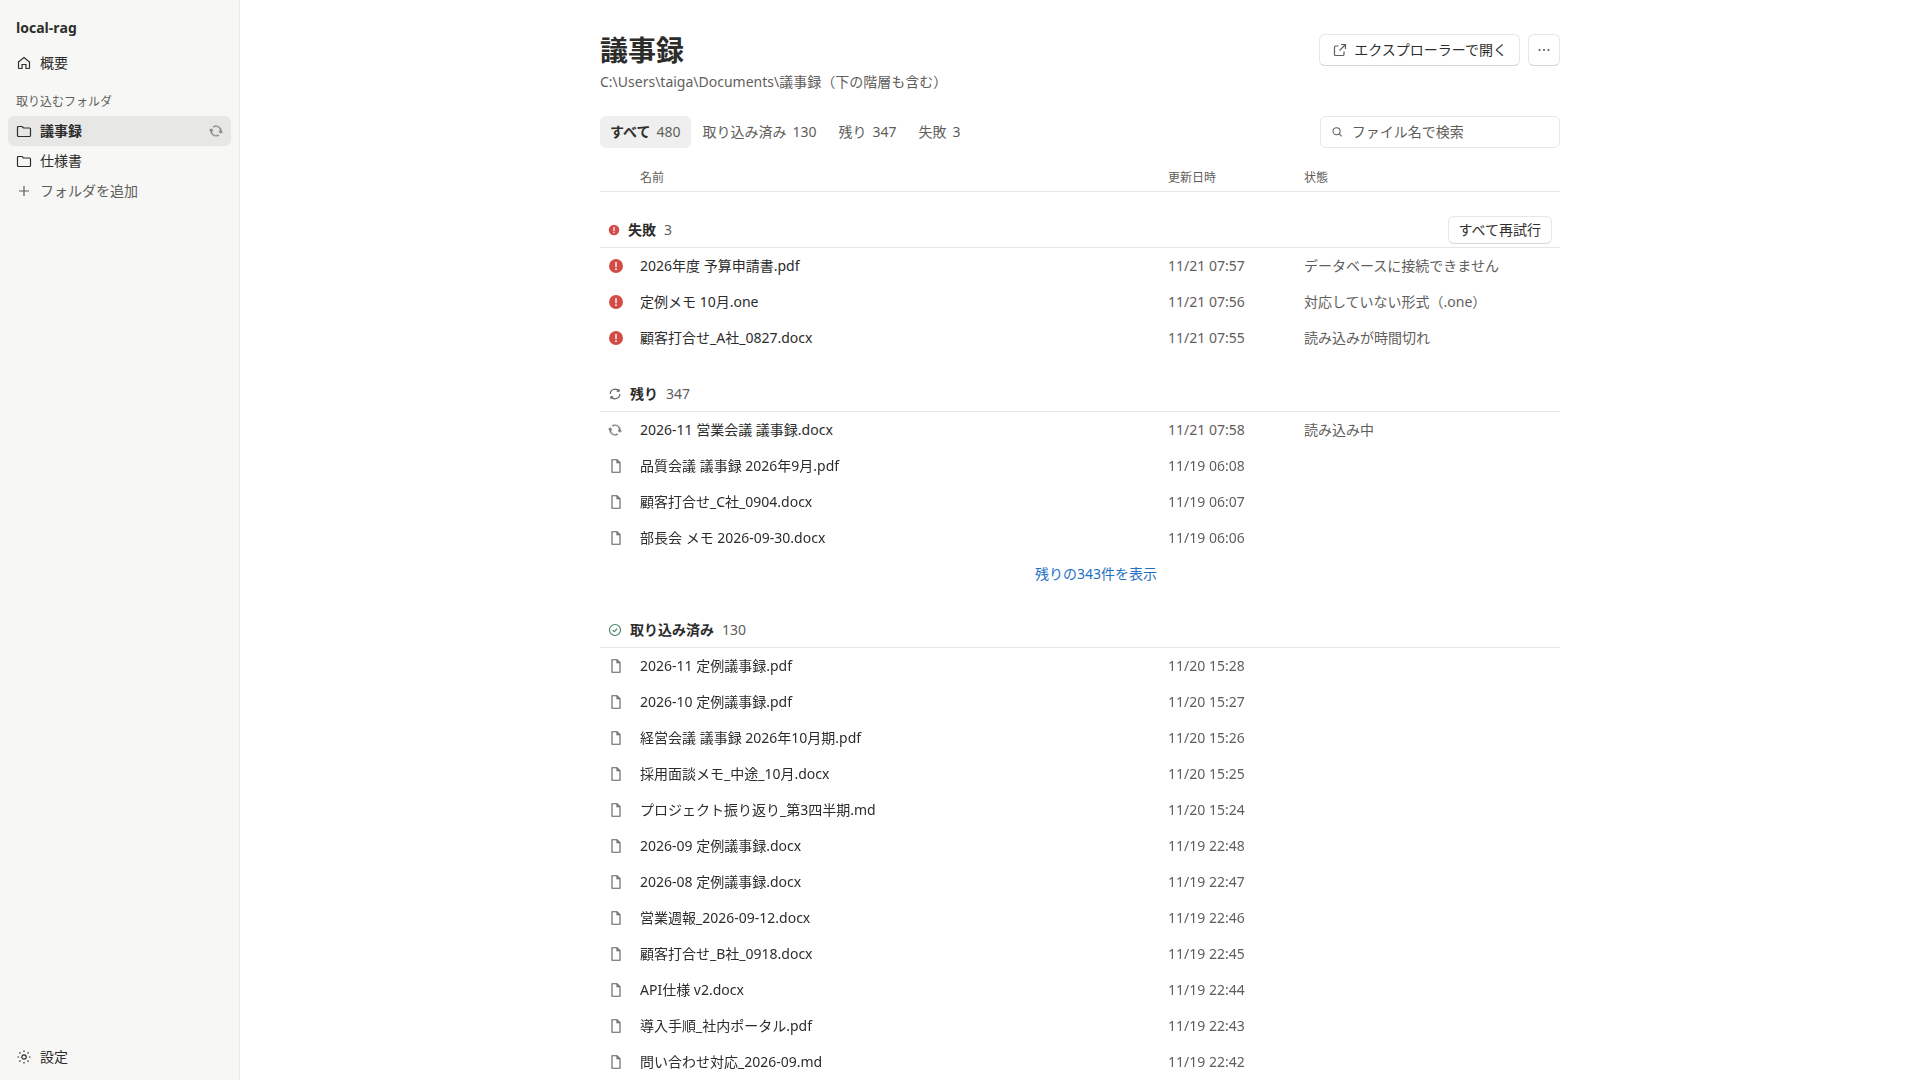 local-rag
概要
取り込むフォルダ
議事録
仕様書
フォルダを追加
設定
議事録
エクスプローラーで開く
C:\Users\taiga\Documents\議事録（下の階層も含む）
すべて 480 取り込み済み 130 残り 347 失敗 3
ファイル名で検索
名前 更新日時 状態
失敗 3 すべて再試行
2026年度 予算申請書.pdf 11/21 07:57 データベースに接続できません
定例メモ 10月.one 11/21 07:56 対応していない形式（.one）
顧客打合せ_A社_0827.docx 11/21 07:55 読み込みが時間切れ
残り 347
2026-11 営業会議 議事録.docx 11/21 07:58 読み込み中
品質会議 議事録 2026年9月.pdf 11/19 06:08
顧客打合せ_C社_0904.docx 11/19 06:07
部長会 メモ 2026-09-30.docx 11/19 06:06
残りの343件を表示
取り込み済み 130
2026-11 定例議事録.pdf 11/20 15:28
2026-10 定例議事録.pdf 11/20 15:27
経営会議 議事録 2026年10月期.pdf 11/20 15:26
採用面談メモ_中途_10月.docx 11/20 15:25
プロジェクト振り返り_第3四半期.md 11/20 15:24
2026-09 定例議事録.docx 11/19 22:48
2026-08 定例議事録.docx 11/19 22:47
営業週報_2026-09-12.docx 11/19 22:46
顧客打合せ_B社_0918.docx 11/19 22:45
API仕様 v2.docx 11/19 22:44
導入手順_社内ポータル.pdf 11/19 22:43
問い合わせ対応_2026-09.md 11/19 22:42